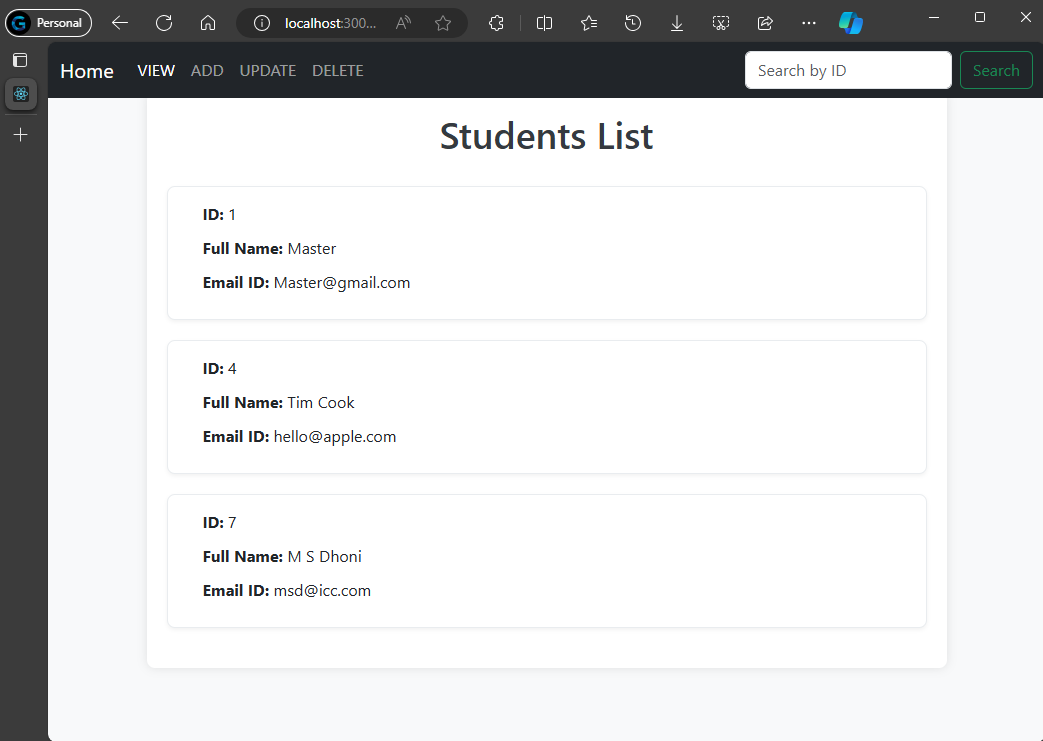 G Personal
localhost:300...
Home VIEW ADD UPDATE DELETE Search by ID Search
Students List
ID: 1
Full Name: Master
Email ID: Master@gmail.com
ID: 4
Full Name: Tim Cook
Email ID: hello@apple.com
ID: 7
Full Name: M S Dhoni
Email ID: msd@icc.com